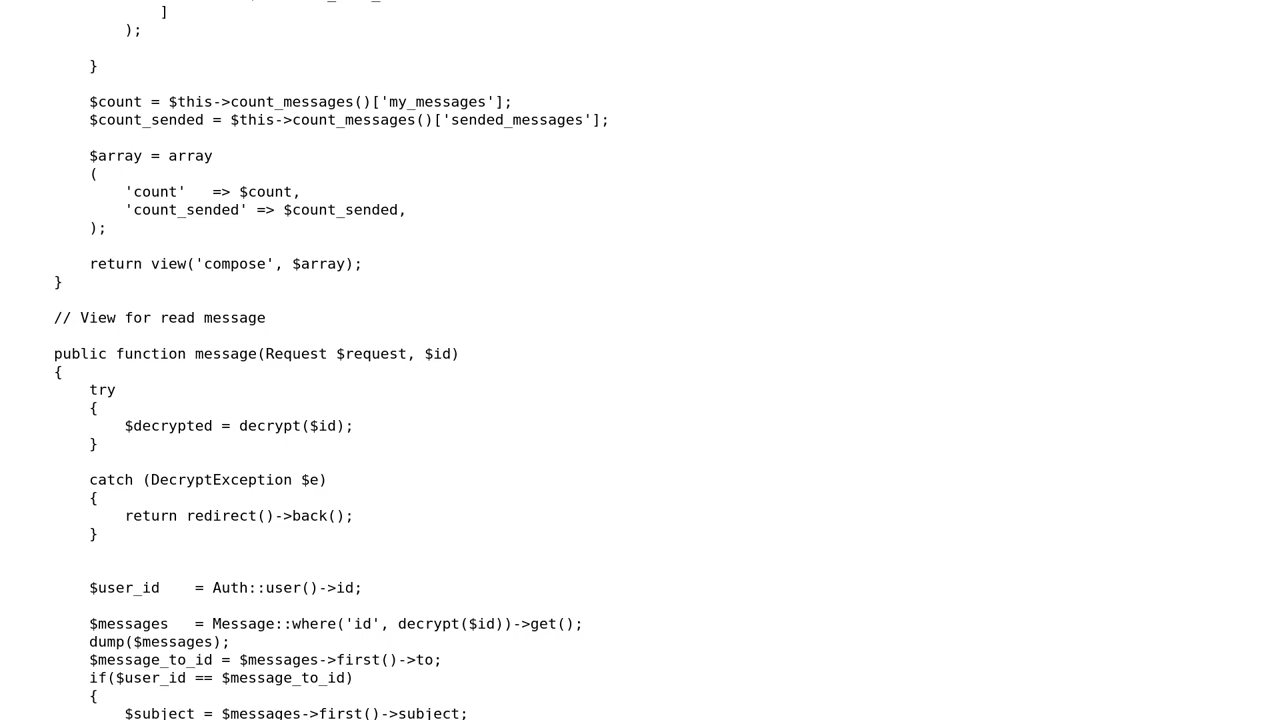 ]
);
}
$count = $this->count_messages()['my_messages'];
$count_sended = $this->count_messages()['sended_messages'];
$array = array
(
'count'   => $count,
'count_sended' => $count_sended,
);
return view('compose', $array);
}
// View for read message
public function message(Request $request, $id)
{
try
{
$decrypted = decrypt($id);
}
catch (DecryptException $e)
{
return redirect()->back();
}
$user_id    = Auth::user()->id;
$messages   = Message::where('id', decrypt($id))->get();
dump($messages);
$message_to_id = $messages->first()->to;
if($user_id == $message_to_id)
{
$subject = $messages->first()->subject;